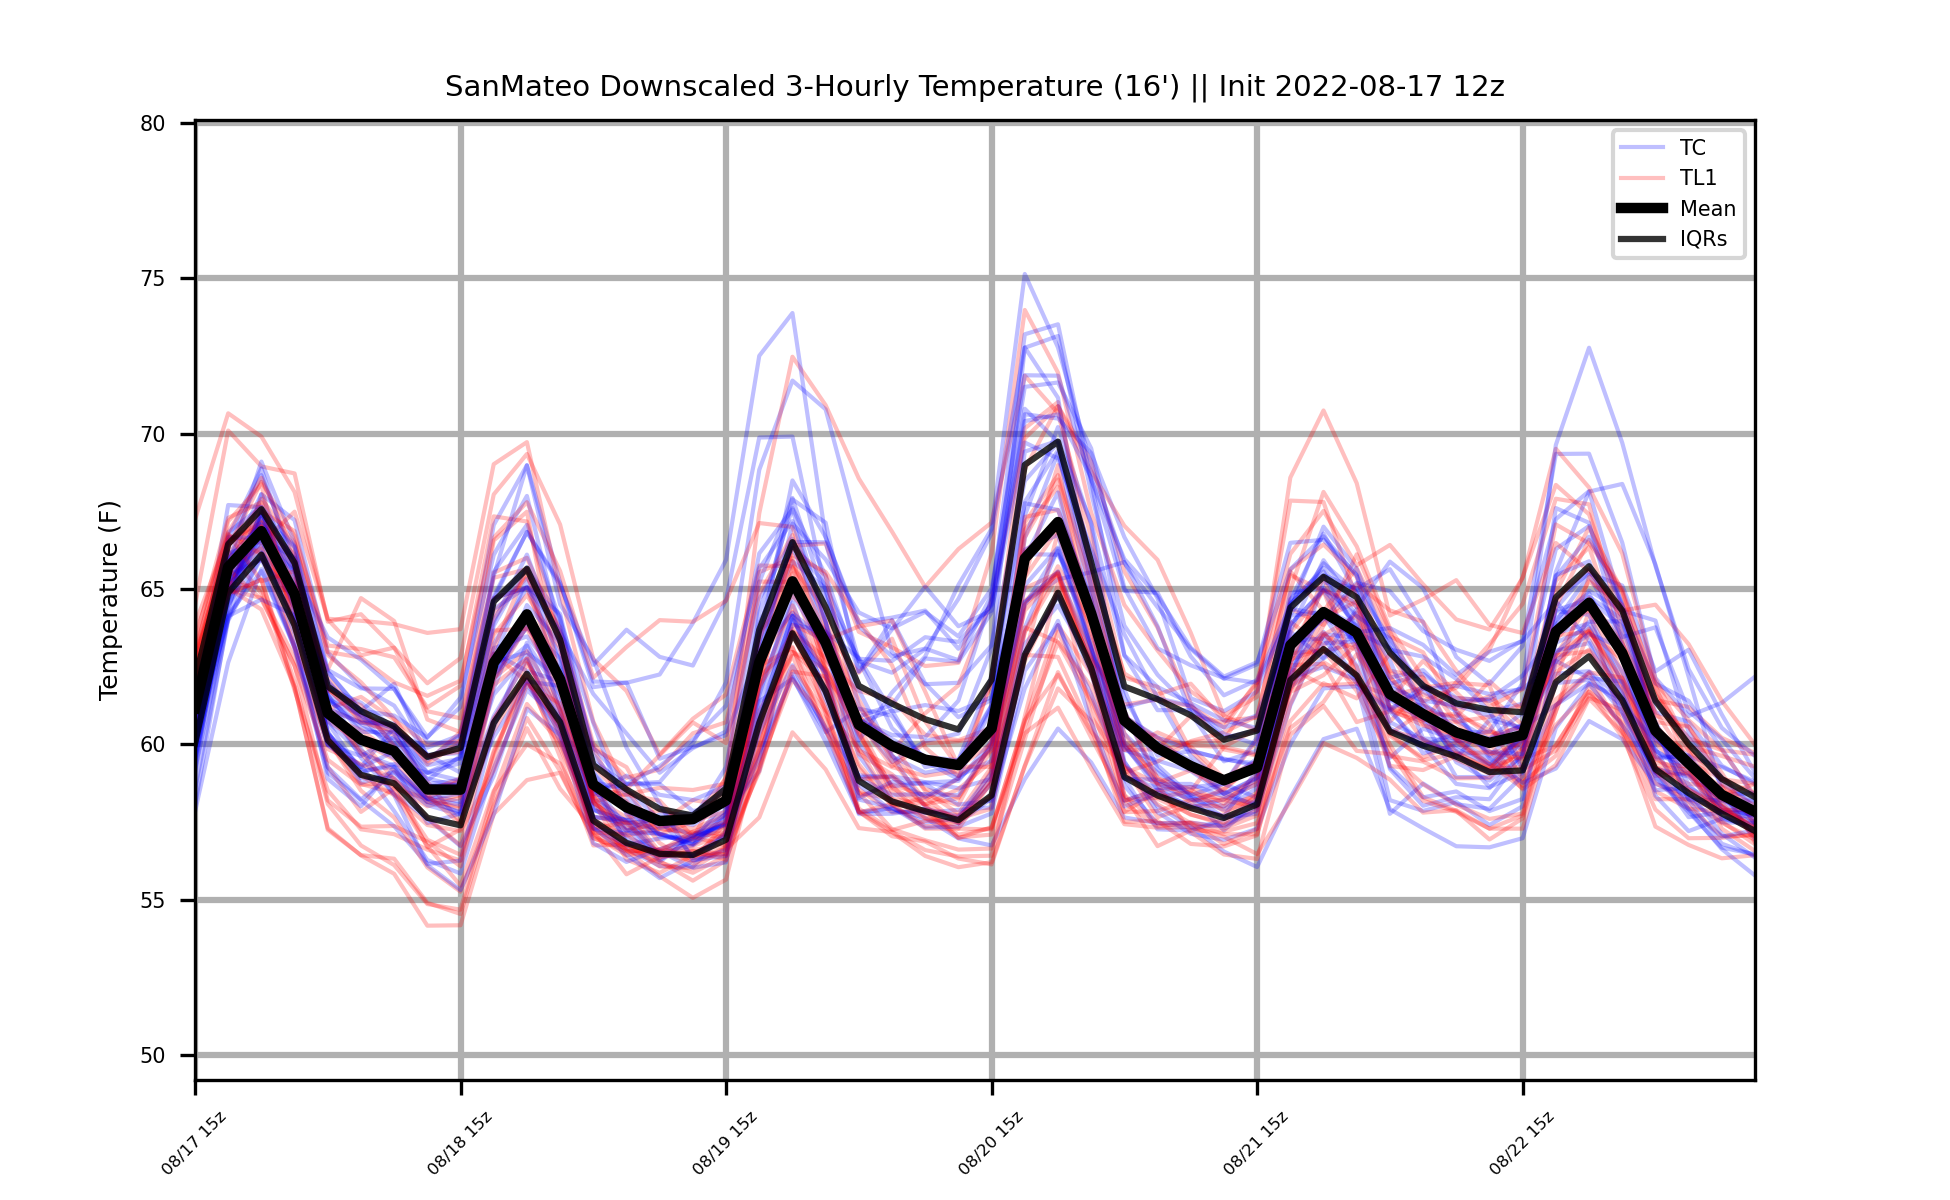 SanMateo Downscaled 3-Hourly Temperature (16') || Init 2022-08-17 12z
80
75
70
65
60
55
50
Temperature (F)
TC
TL1
Mean
IQRs
08/17 15z
08/18 15z
08/19 15z
08/20 15z
08/21 15z
08/22 15z